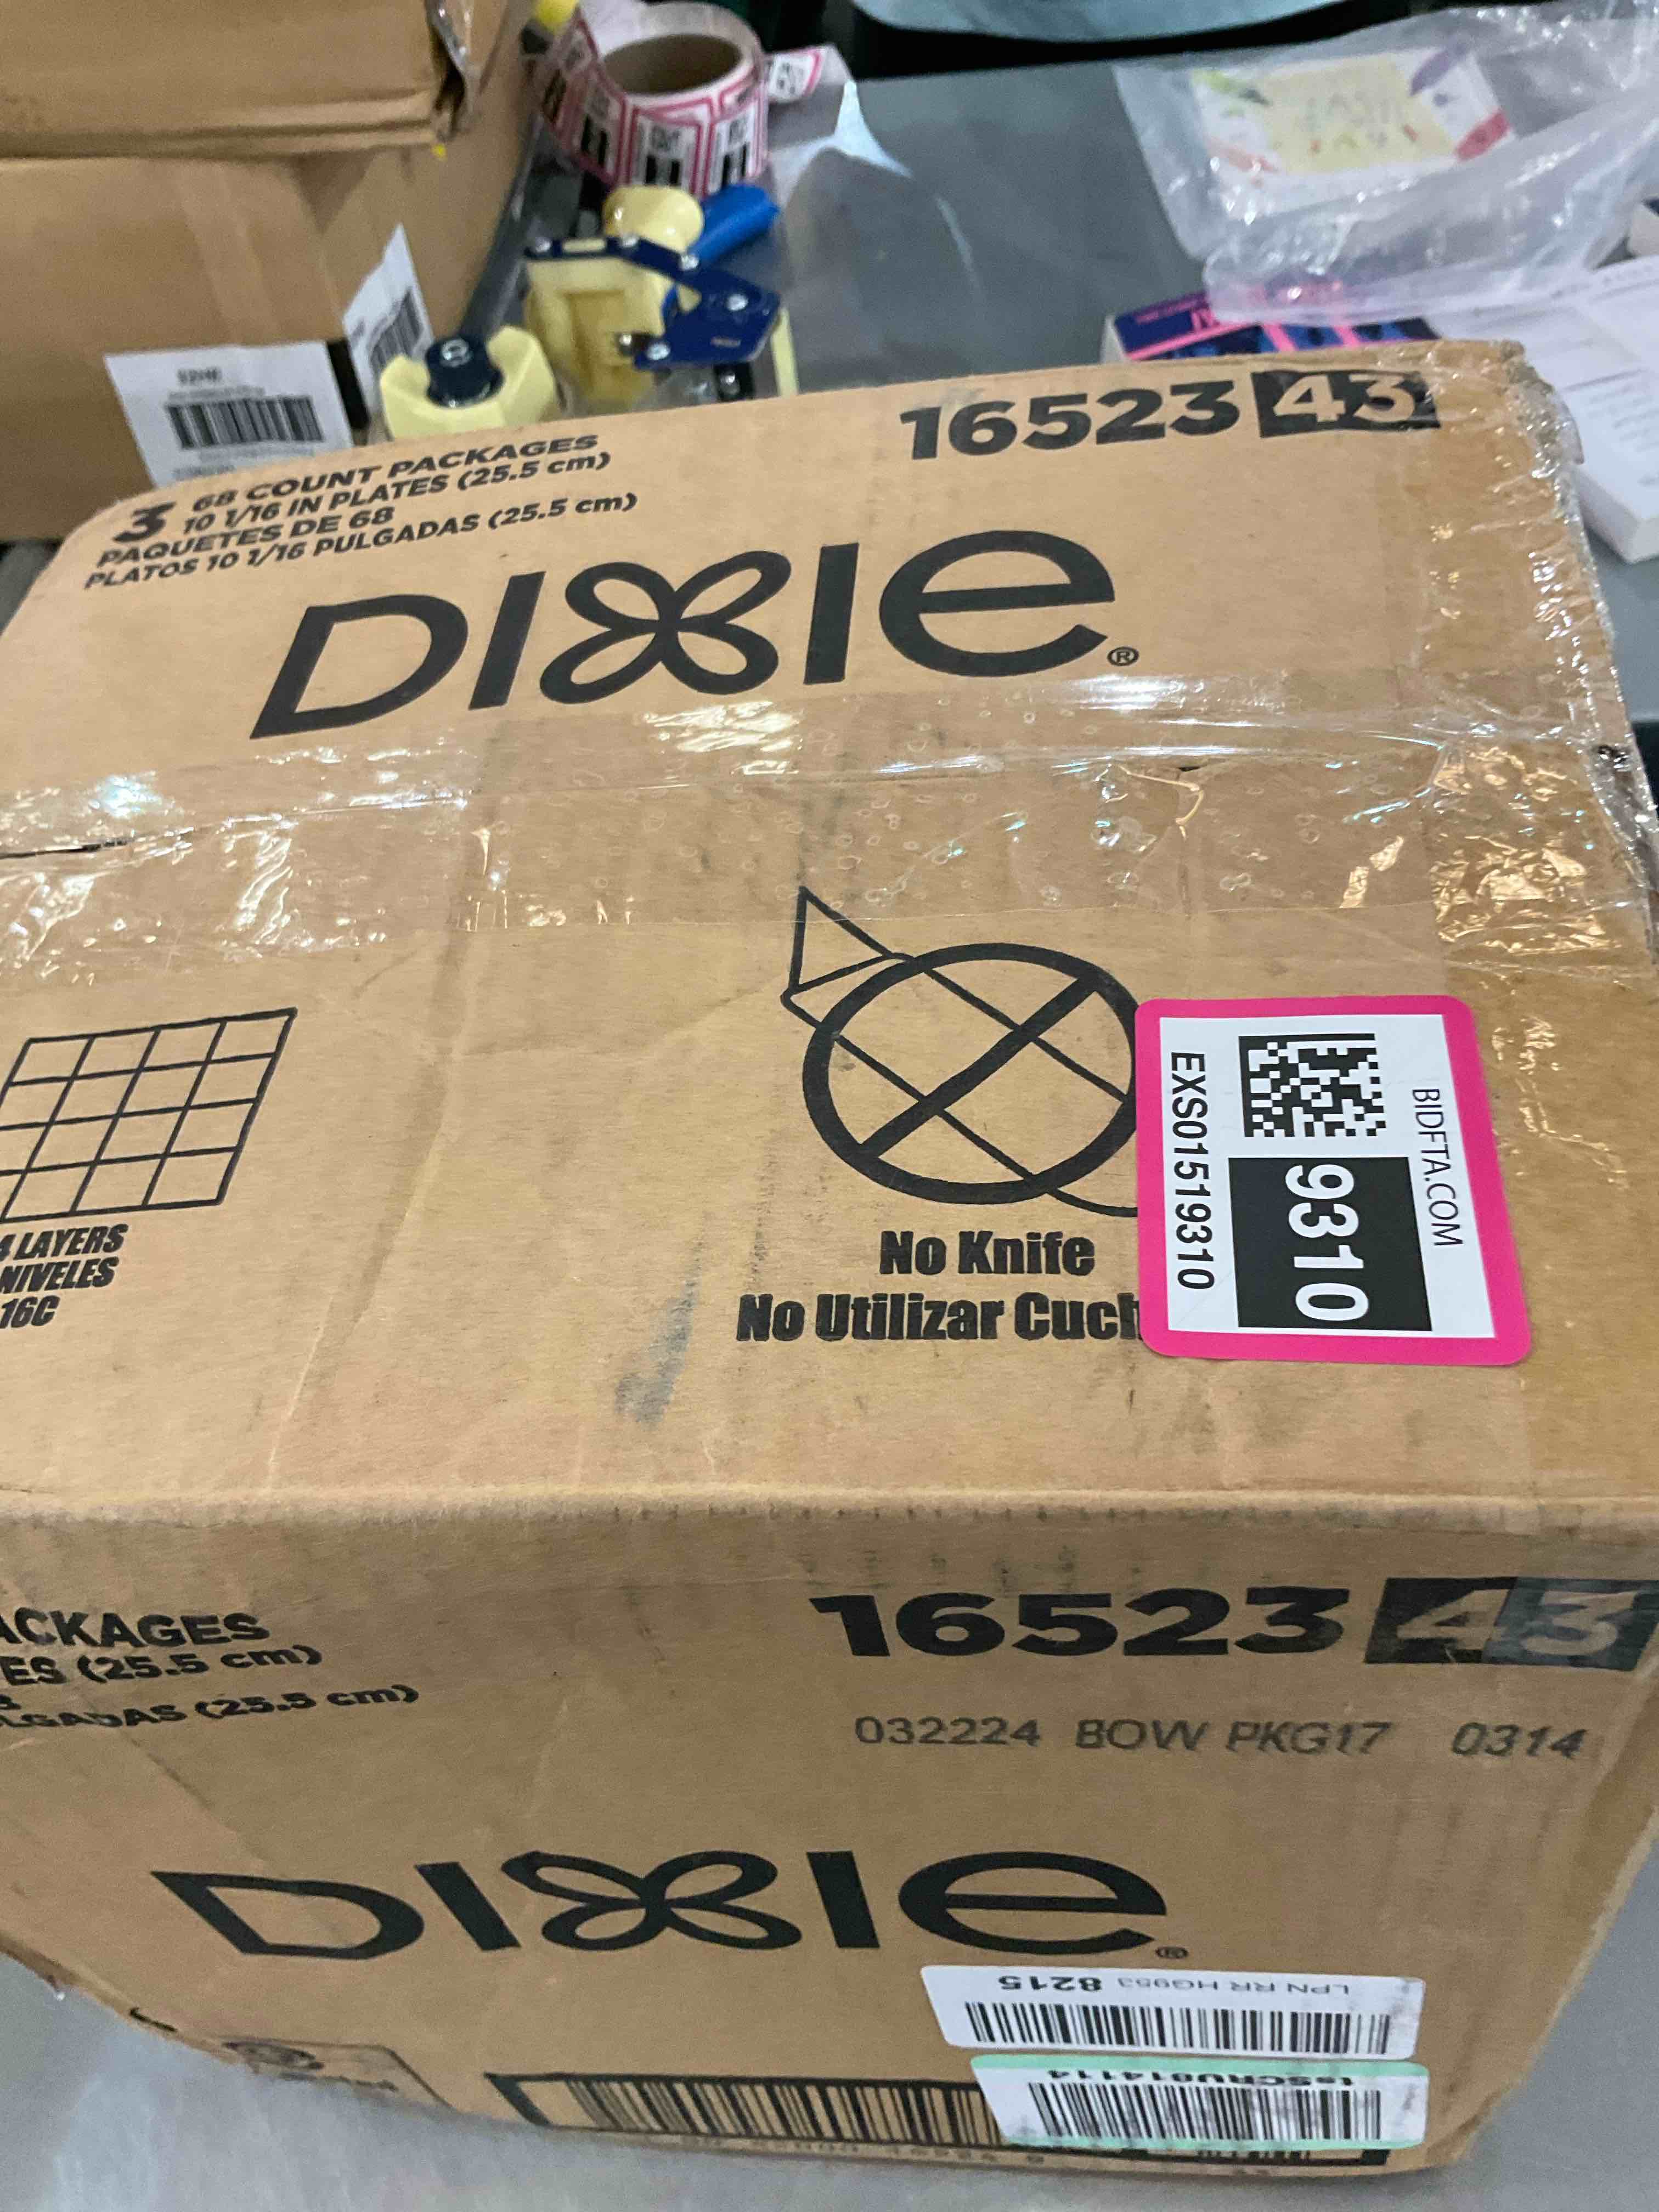 16523 43
3 68 COUNT PACKAGES
10 1/16 IN PLATES (25.5 cm)
PAQUETES DE 68
PLATOS 10 1/16 PULGADAS (25.5 cm)
DIXIE®
BIDFTA.COM
9310
EXS01519310
No Knife
No Utilizar Cuch
4 LAYERS
NIVELES
16C
16523 43
ACKAGES
ES (25.5 cm)
LGADAS (25.5 cm)
032224 BOW PKG17 0314
DIXIE®
LPN RR HG953 8215
tsSCRU814114